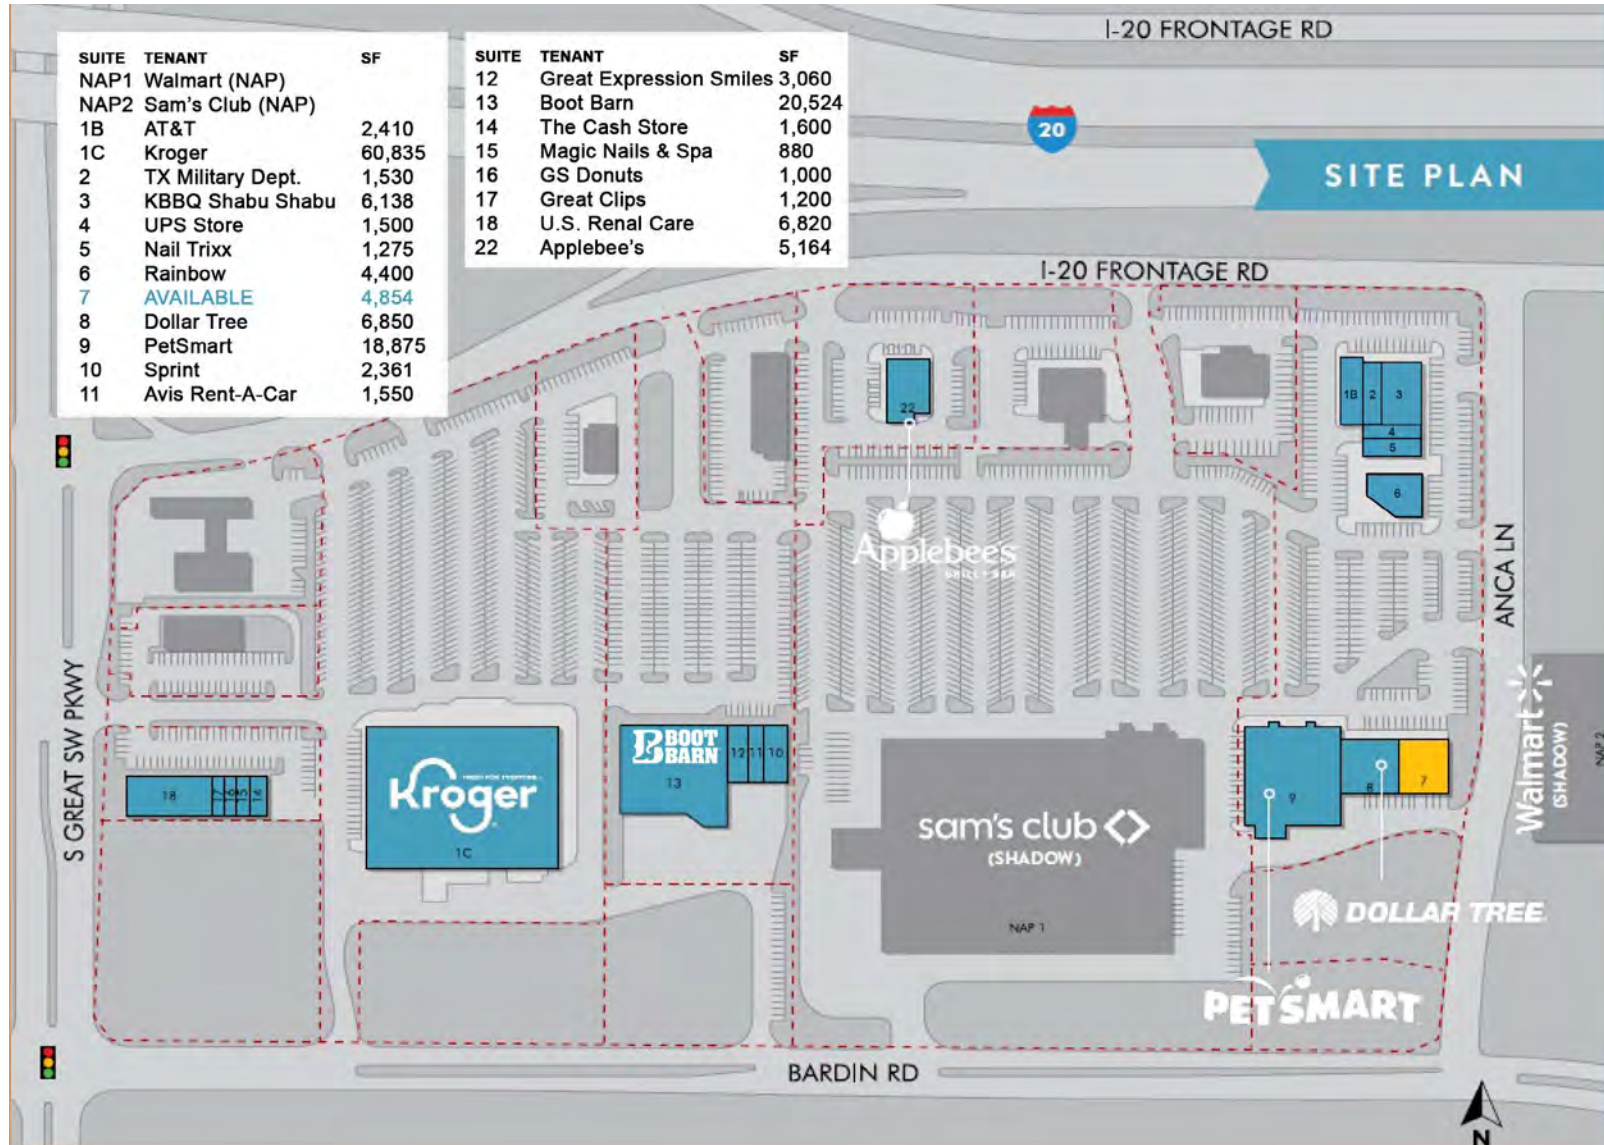 I-20 FRONTAGE RD
SUITE TENANT SF
NAP1 Walmart (NAP)
NAP2 Sam's Club (NAP)
1B AT&T 2,410
1C Kroger 60,835
2 TX Military Dept. 1,530
3 KBBQ Shabu Shabu 6,138
4 UPS Store 1,500
5 Nail Trixx 1,275
6 Rainbow 4,400
7 AVAILABLE 4,854
8 Dollar Tree 6,850
9 PetSmart 18,875
10 Sprint 2,361
11 Avis Rent-A-Car 1,550
SUITE TENANT SF
12 Great Expression Smiles 3,060
13 Boot Barn 20,524
14 The Cash Store 1,600
15 Magic Nails & Spa 880
16 GS Donuts 1,000
17 Great Clips 1,200
18 U.S. Renal Care 6,820
22 Applebee's 5,164
20
SITE PLAN
I-20 FRONTAGE RD
22
1B 2 3
4
5
6
Applebee's
GRILL + BAR
ANCA LN
S GREAT SW PKWY
Walmart
(SHADOW)
NAP 2
BOOT
BARN
13
12 11 10
Kroger
1C
18 17 16 15 14
sam's club
(SHADOW)
NAP 1
9 8 7
DOLLAR TREE
PETSMART
BARDIN RD
N